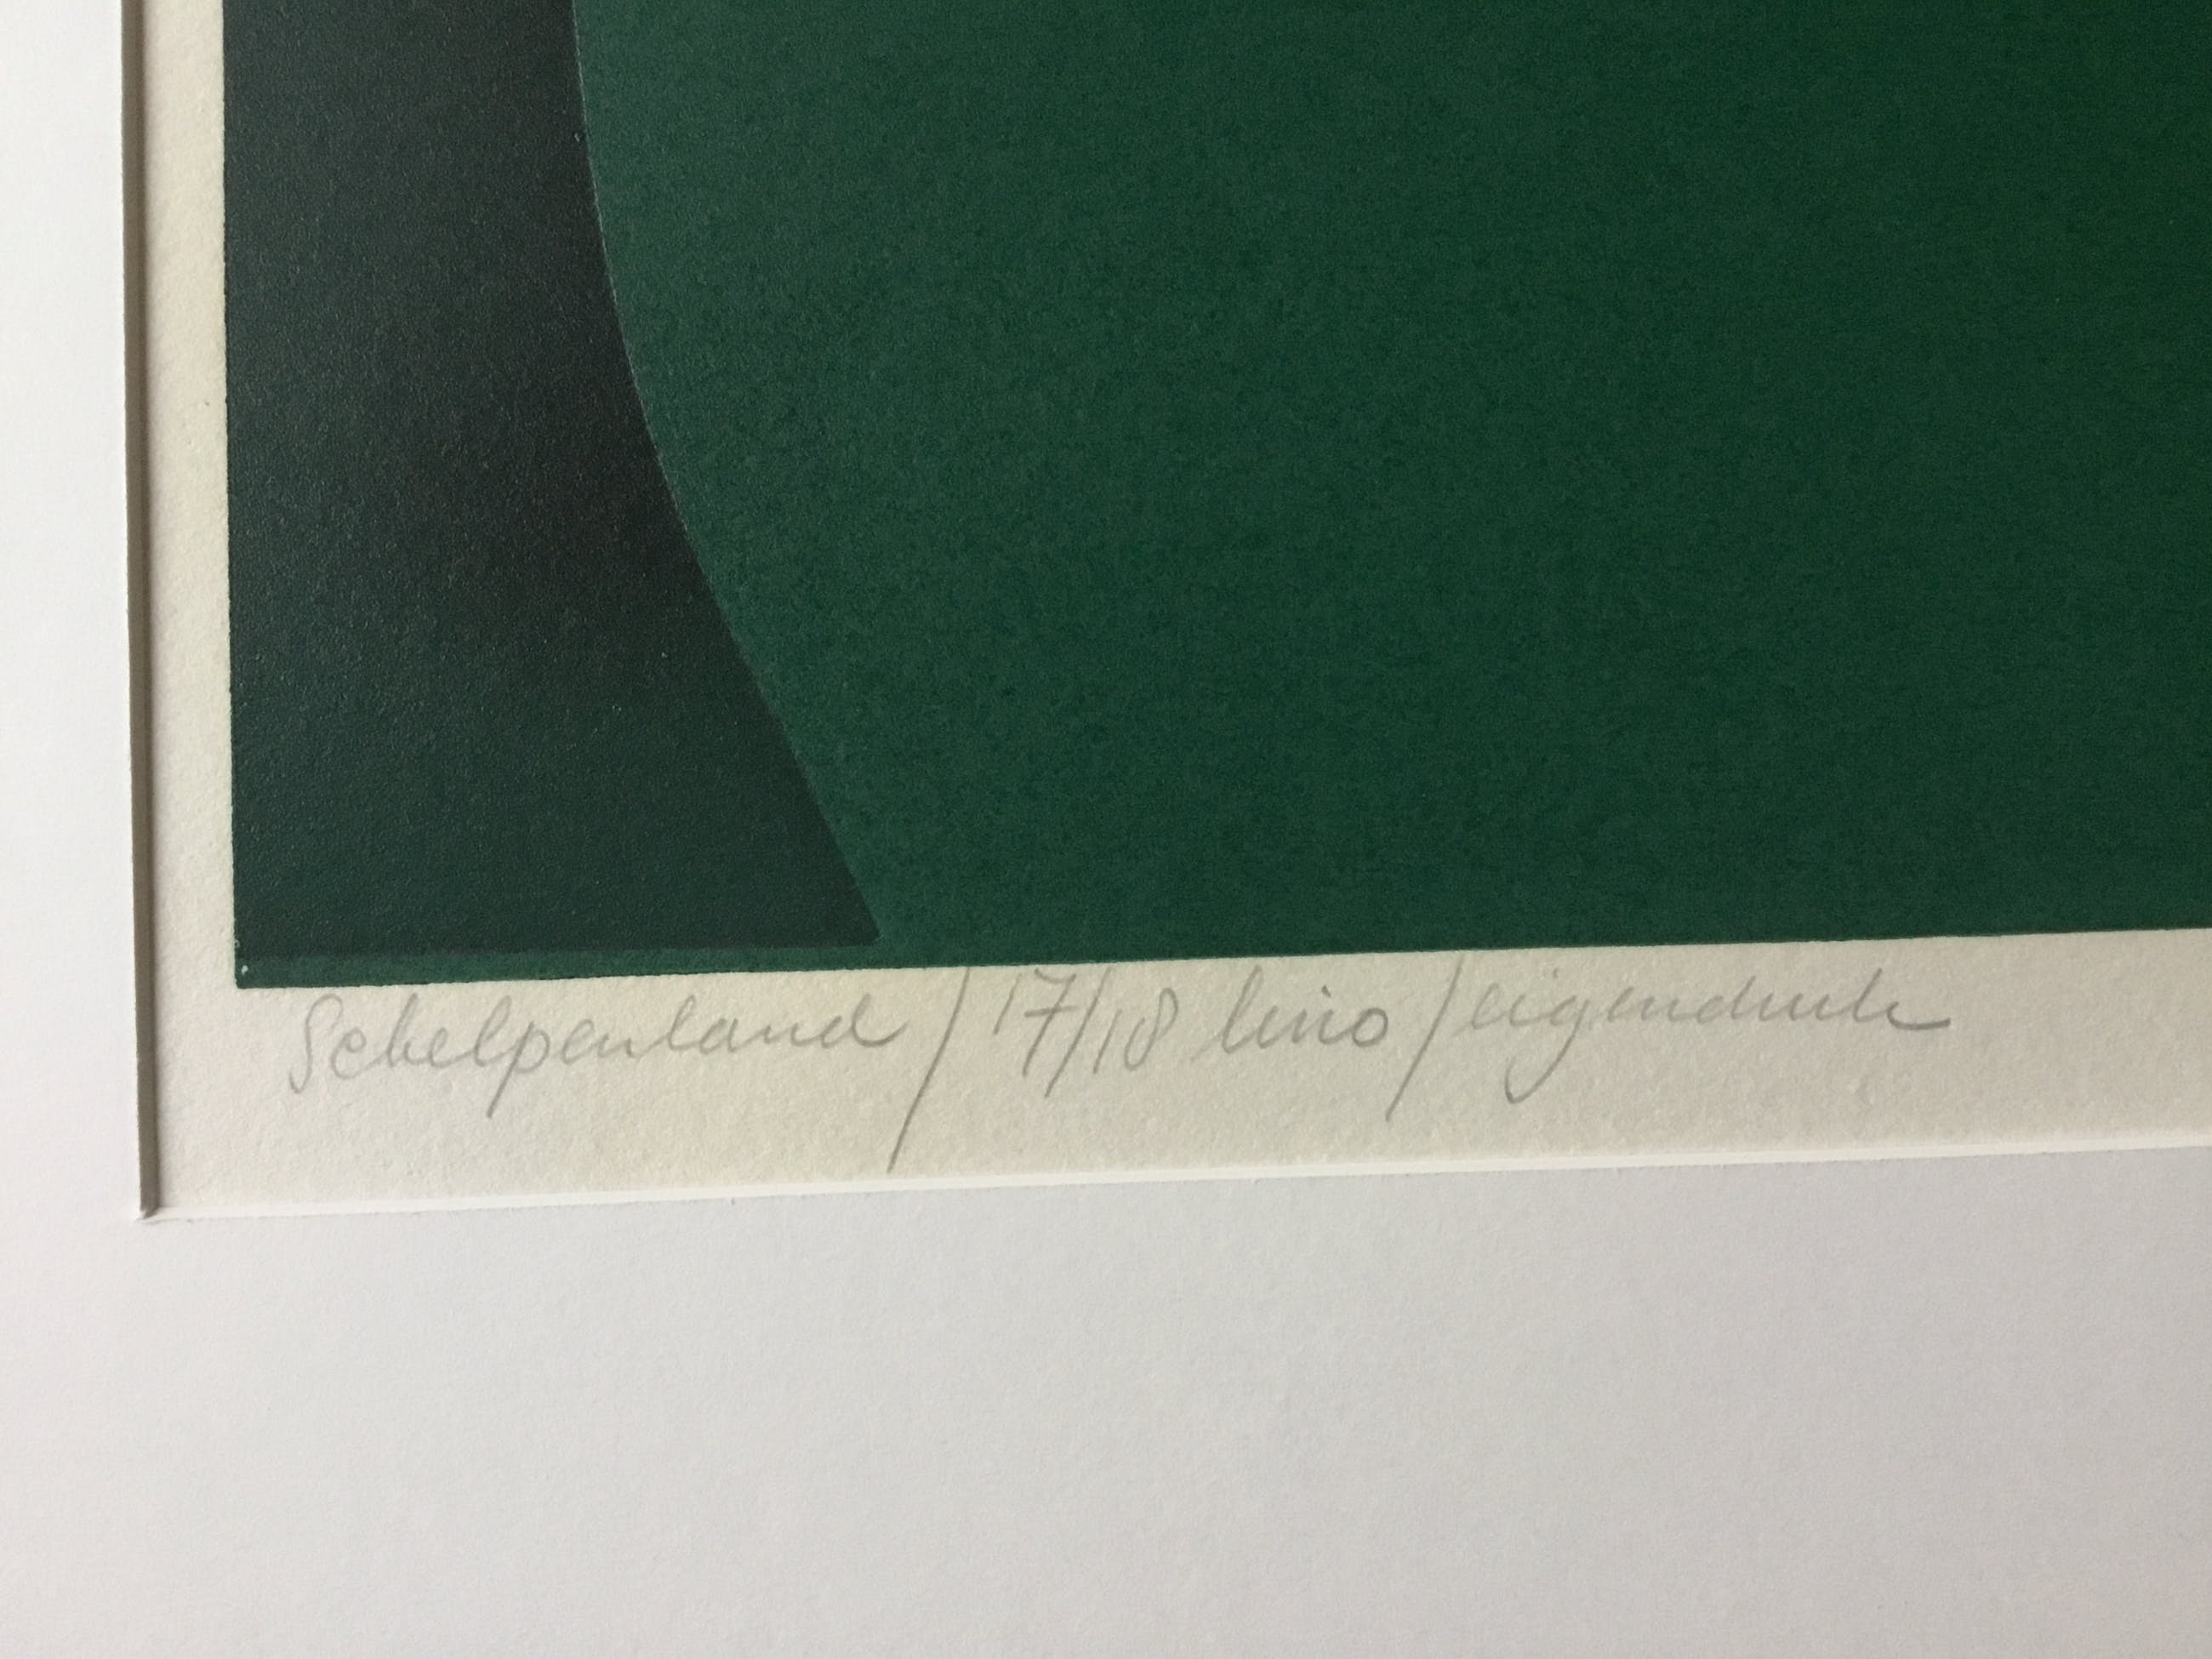 Schelpenland / 17/18 lino / eigendruk